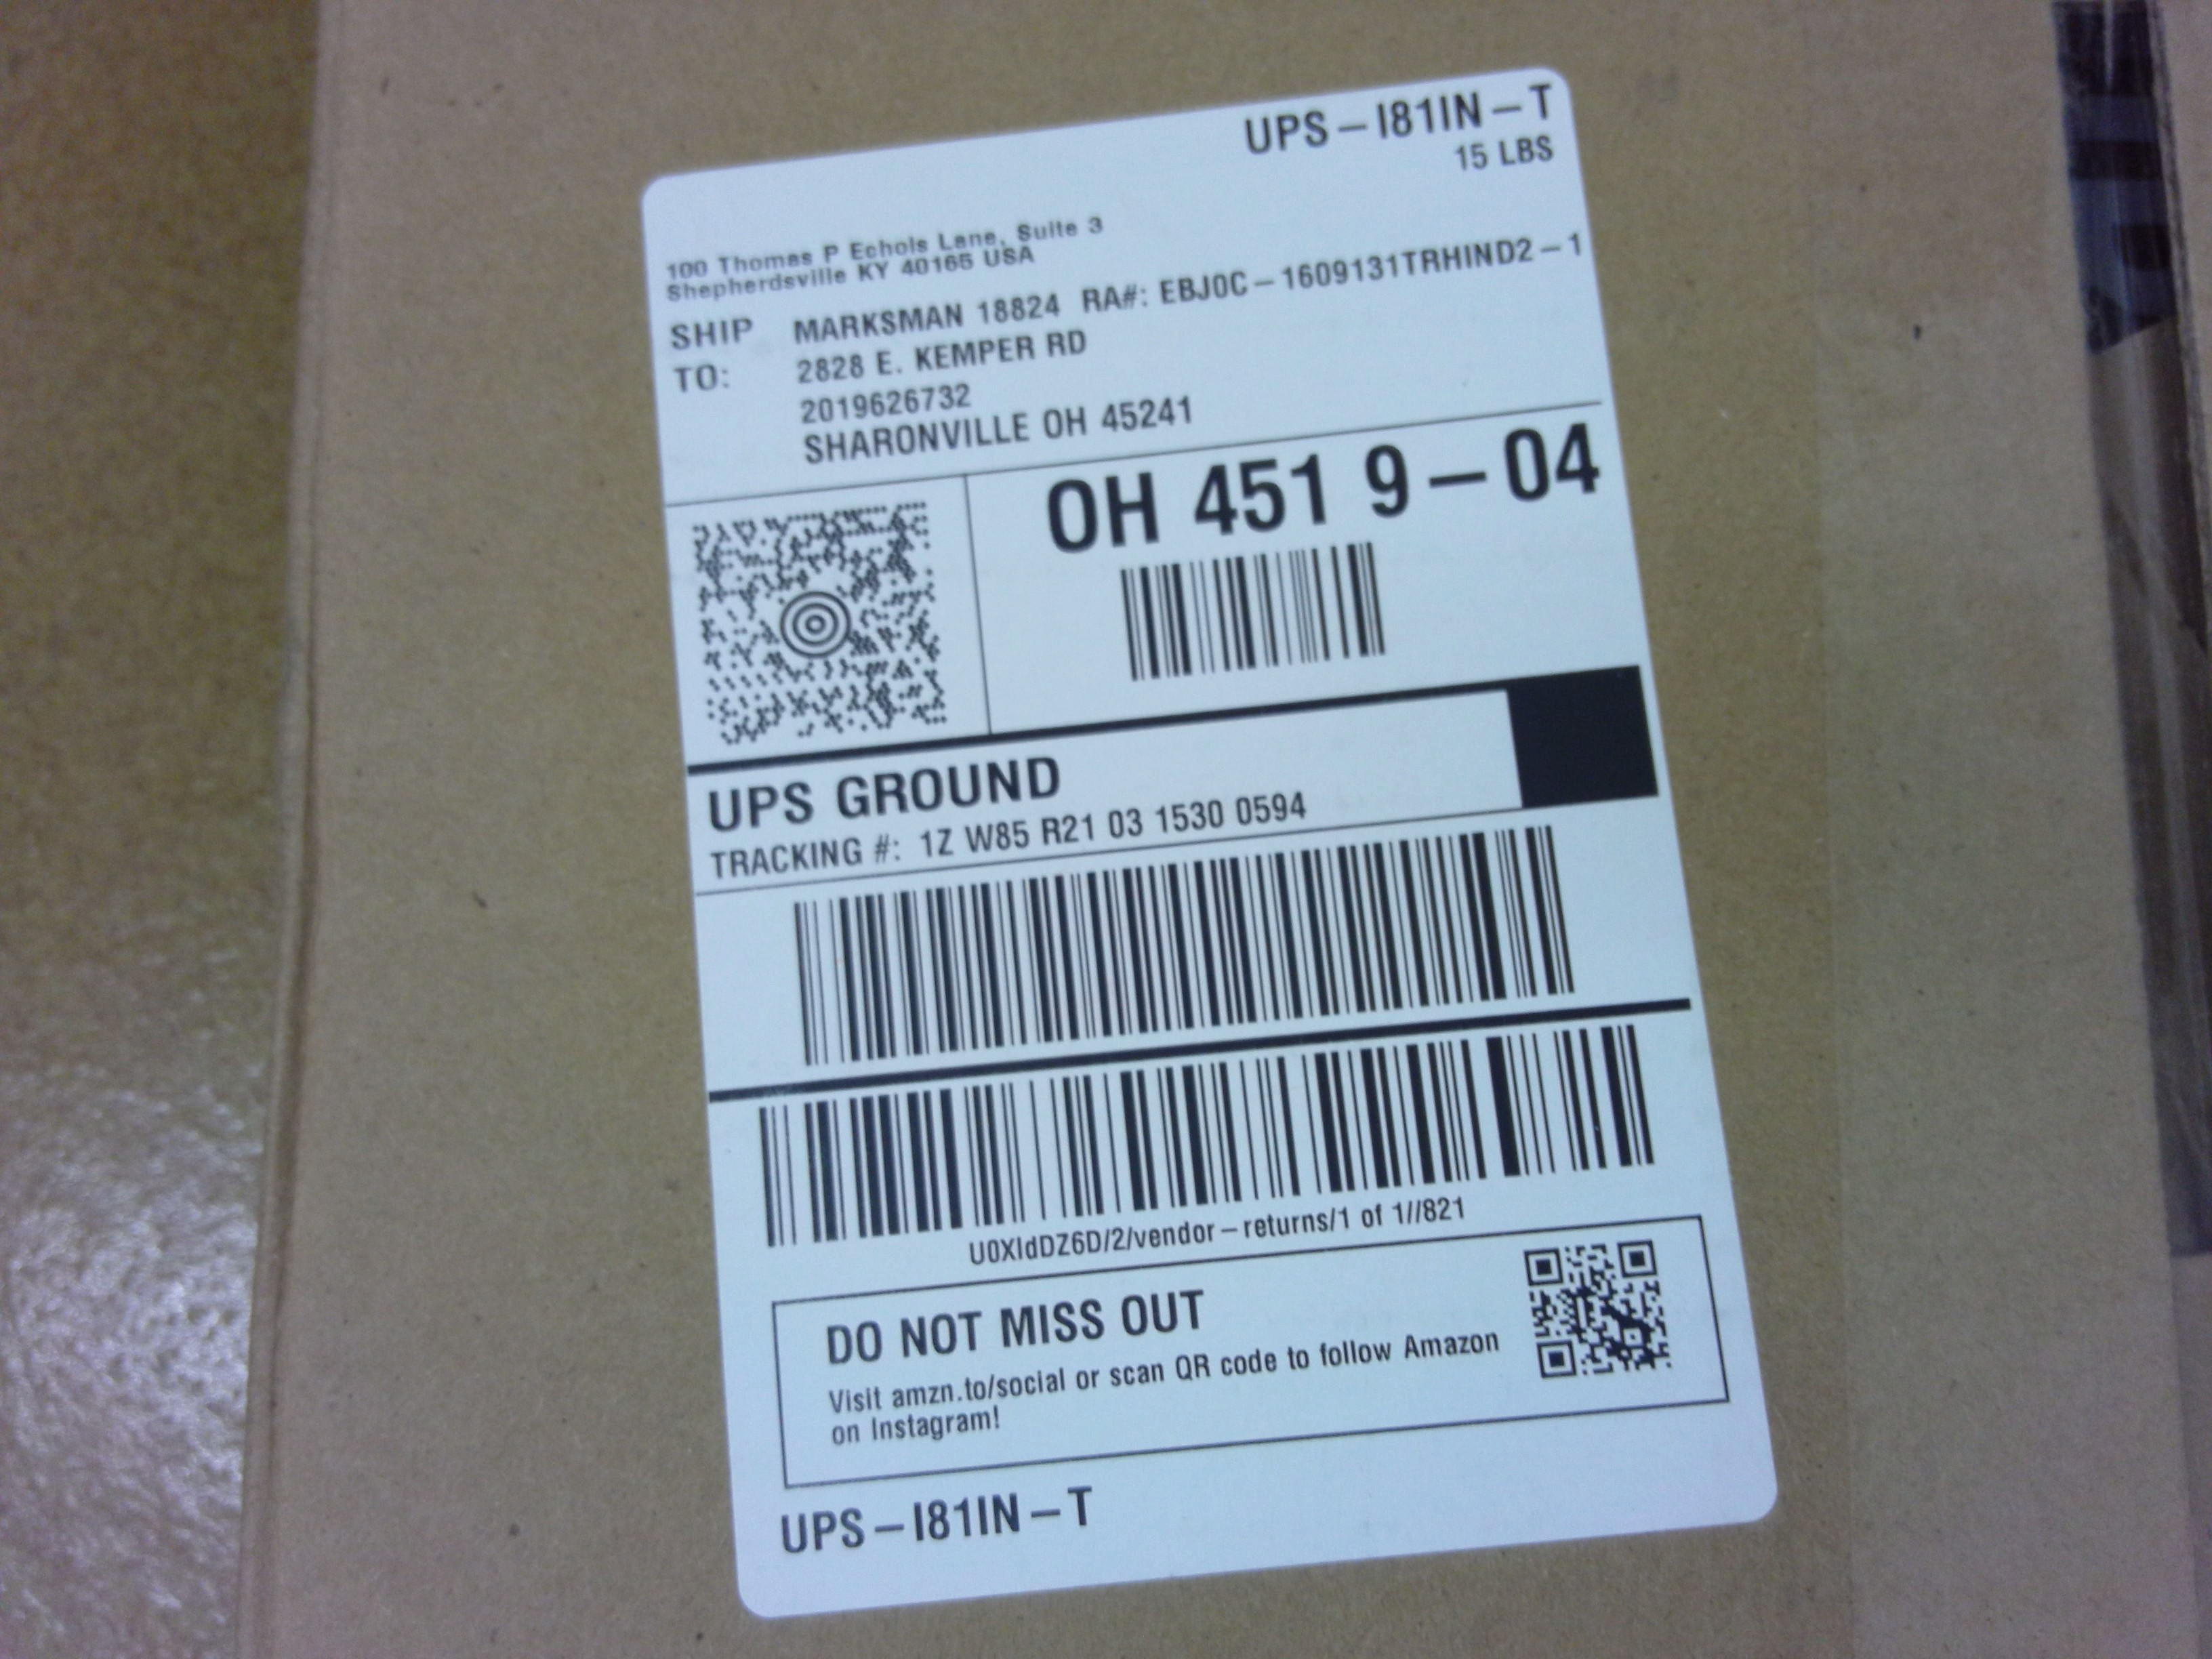 UPS-I81IN-T
15 LBS
100 Thomas P Echols Lane, Suite 3
Shepherdsville KY 40165 USA
SHIP TO: MARKSMAN 18824 RA#: EBJ0C-1609131TRHIND2-1
2828 E. KEMPER RD
2019626732
SHARONVILLE OH 45241
OH 451 9-04
UPS GROUND
TRACKING #: 1Z W85 R21 03 1530 0594
U0XIdDZ6D/2/vendor-returns/1 of 1//821
DO NOT MISS OUT
Visit amzn.to/social or scan QR code to follow Amazon
on Instagram!
UPS-I81IN-T